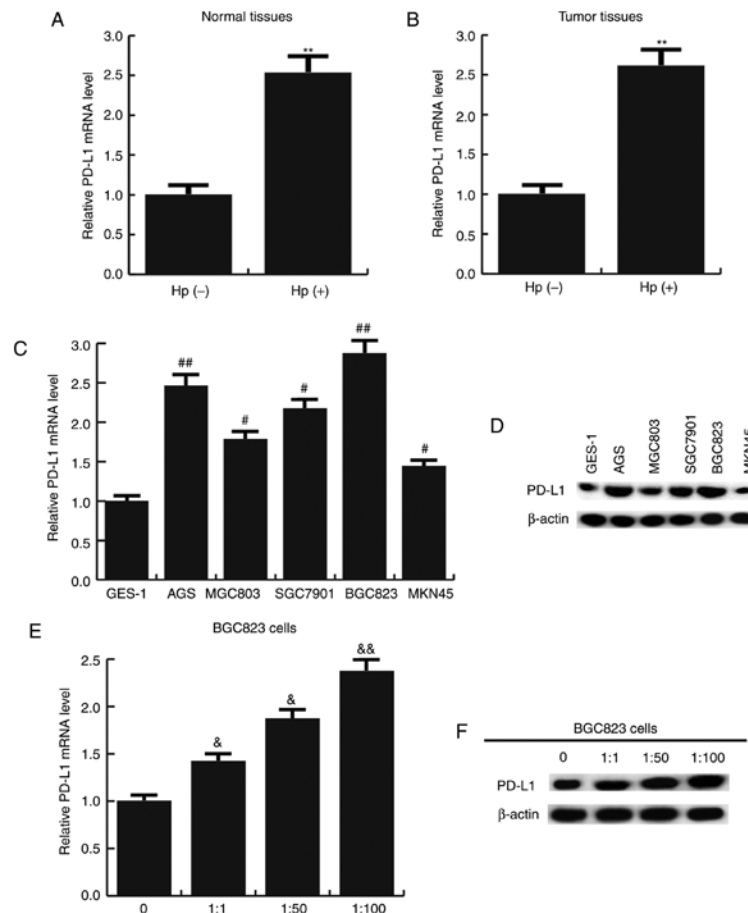 A
Normal tissues
Relative PD-L1 mRNA level
3.0
2.5
2.0
1.5
1.0
0.5
0.0
**
Hp (–)
Hp (+)
B
Tumor tissues
Relative PD-L1 mRNA level
3.0
2.5
2.0
1.5
1.0
0.5
0.0
**
Hp (–)
Hp (+)
C
Relative PD-L1 mRNA level
3.0
2.5
2.0
1.5
1.0
0.5
0.0
##
#
#
##
#
GES-1 AGS MGC803 SGC7901 BGC823 MKN45
D
GES-1
AGS
MGC803
SGC7901
BGC823
MKN45
PD-L1
β-actin
E
BGC823 cells
Relative PD-L1 mRNA level
2.5
2.0
1.5
1.0
0.5
0.0
&
&
&&
0 1:1 1:50 1:100
F
BGC823 cells
0 1:1 1:50 1:100
PD-L1
β-actin